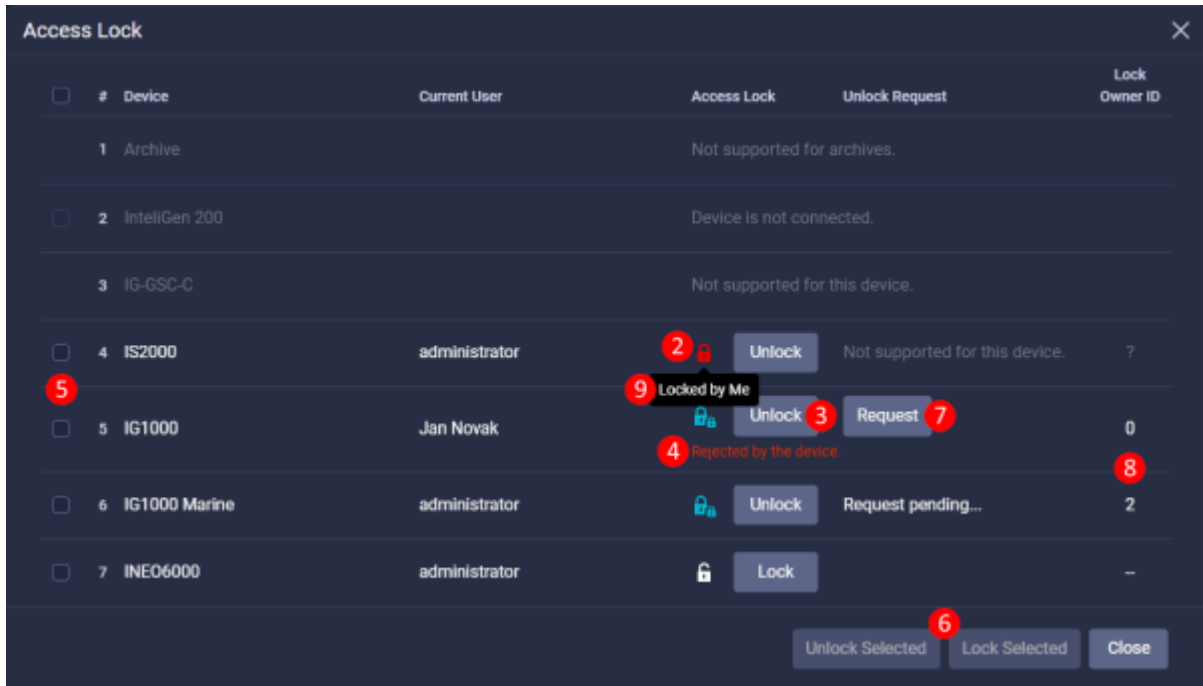 Access Lock
# Device Current User Access Lock Unlock Request Lock Owner ID
1 Archive Not supported for archives.
2 InteliGen 200 Device is not connected.
3 IG-GSC-C Not supported for this device.
4 IS2000 administrator 2 Unlock Not supported for this device. ?
5 9 Locked by Me
5 IG1000 Jan Novak Unlock 3 Request 7 0
4 Rejected by the device.
8
6 IG1000 Marine administrator Unlock Request pending... 2
7 INEO6000 administrator Lock –
6
Unlock Selected Lock Selected Close